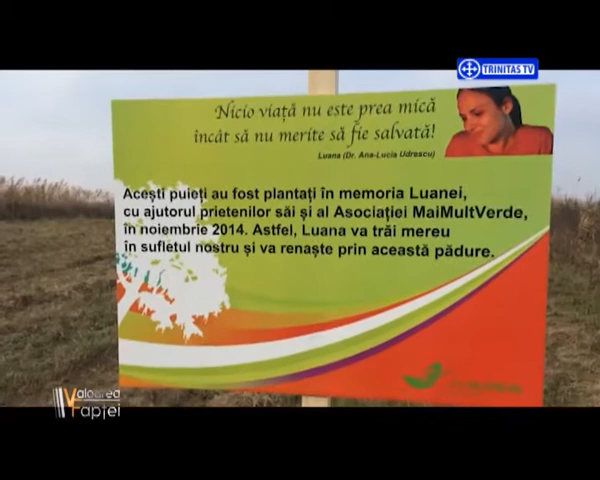 TRINITAS TV
Nicio viață nu este prea mică
încât să nu merite să fie salvată!
Luana (Dr. Ana-Lucia Udrescu)
Acești puieți au fost plantați în memoria Luanei,
cu ajutorul prietenilor săi și al Asociației MaiMultVerde,
în noiembrie 2014. Astfel, Luana va trăi mereu
în sufletul nostru și va renaște prin această pădure.
Valoarea
Faptei